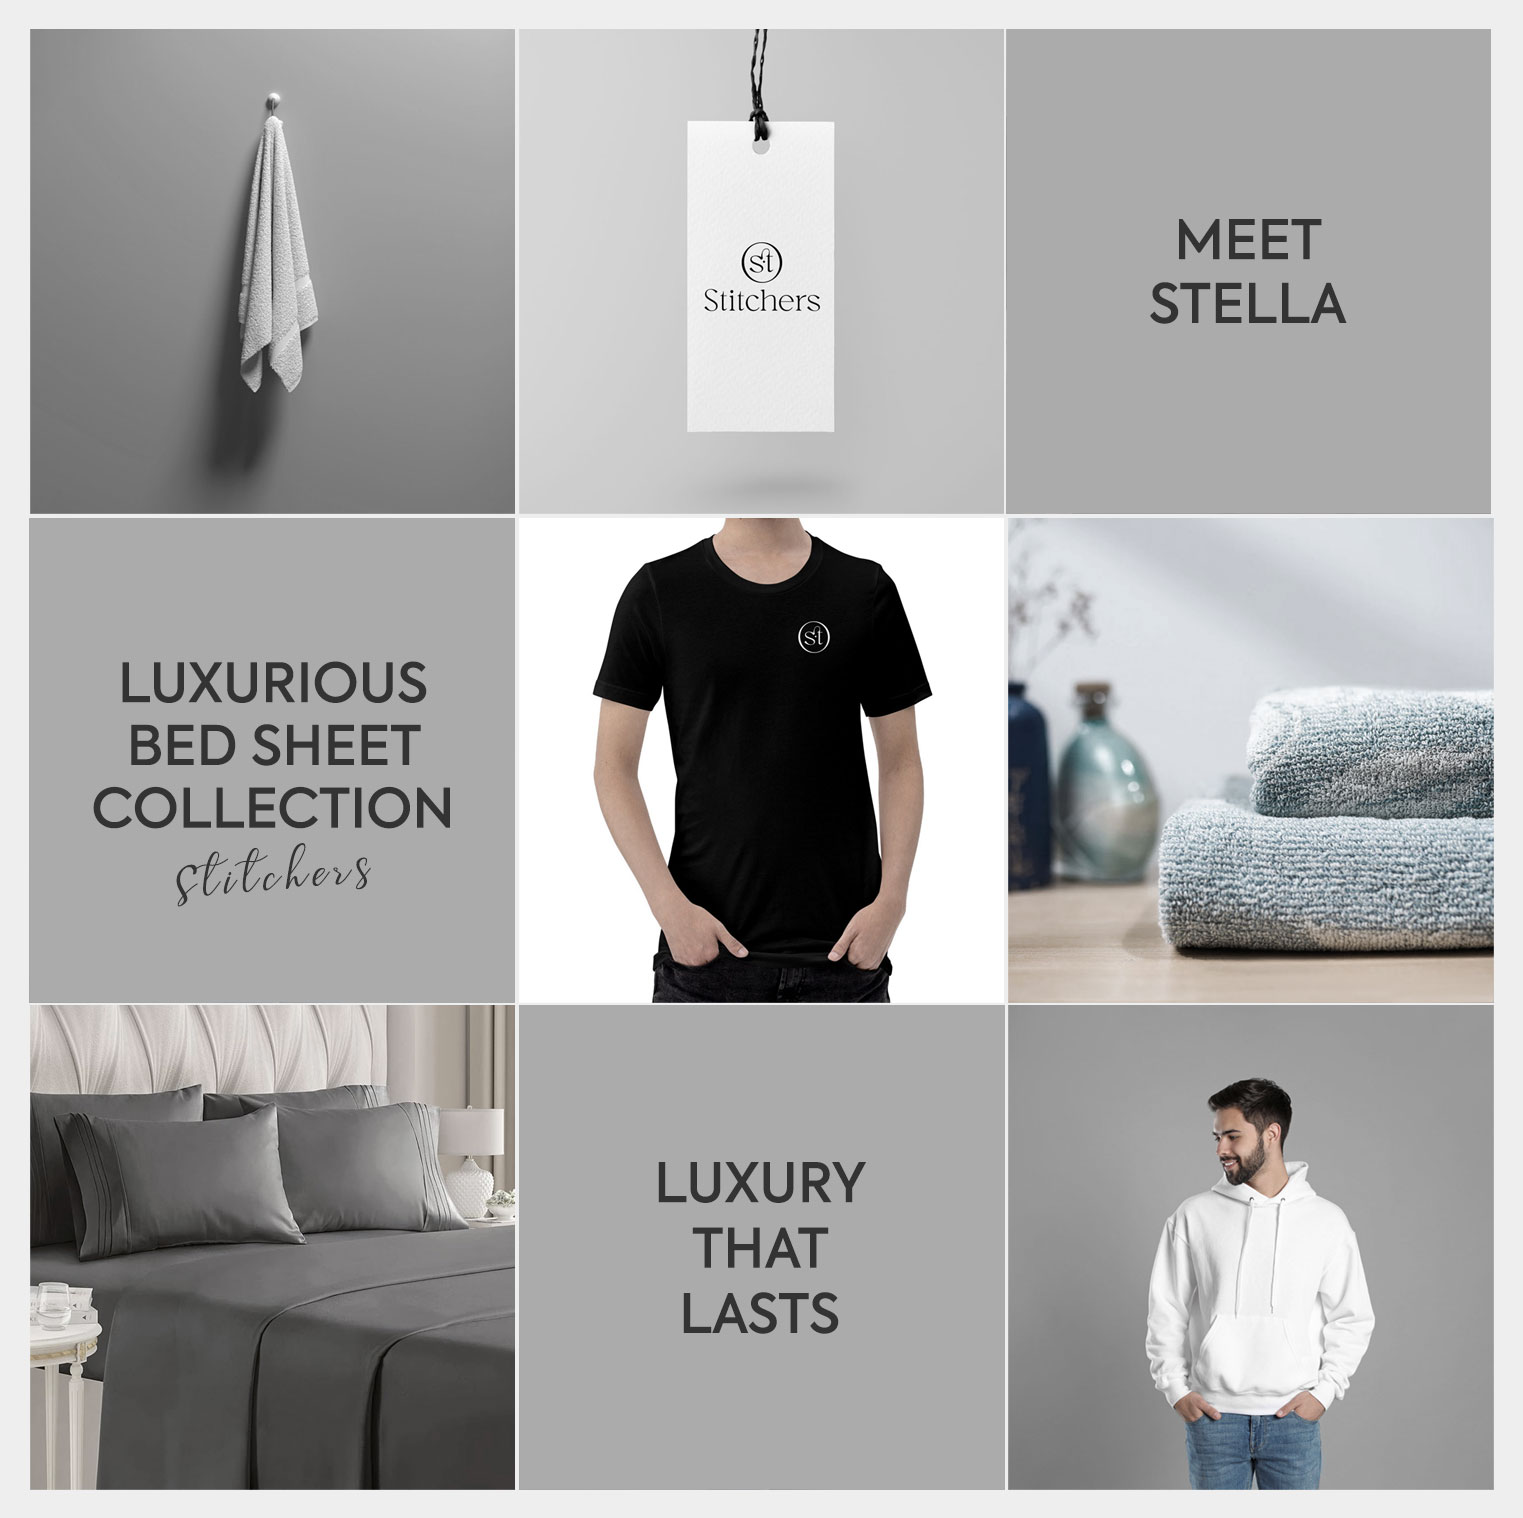 st
Stitchers
MEET
STELLA
LUXURIOUS
BED SHEET
COLLECTION
stitchers
st
LUXURY
THAT
LASTS